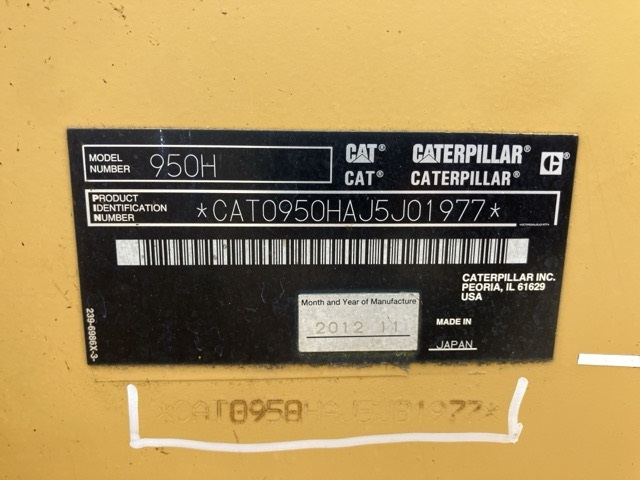 MODEL NUMBER 950H
CAT® CATERPILLAR®
CAT® CATERPILLAR®
PRODUCT IDENTIFICATION NUMBER *CAT0950HAJ5J01977*
CATERPILLAR INC.
PEORIA, IL 61629
USA
Month and Year of Manufacture
2012 11
MADE IN
JAPAN
239-6986X-3-
*CAT0950HAJ5J01977*